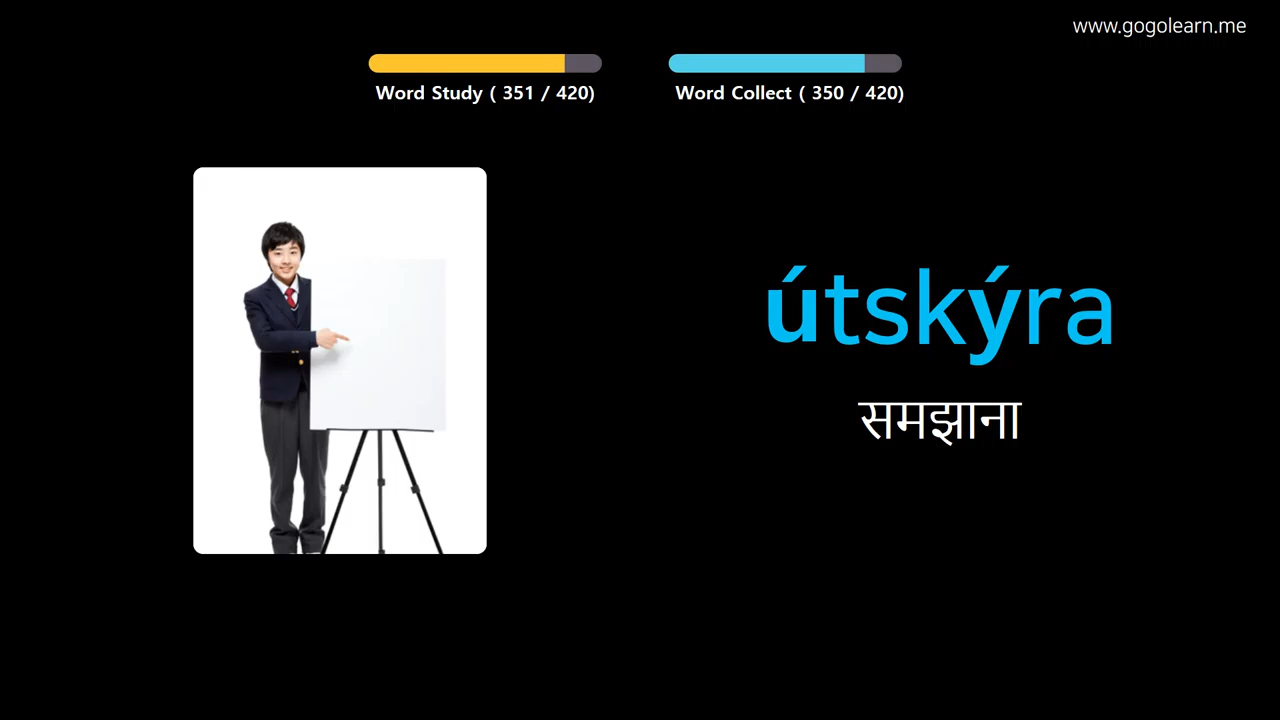 www.gogolearn.me
Word Study ( 351 / 420)
Word Collect ( 350 / 420)
útskýra
समझाना